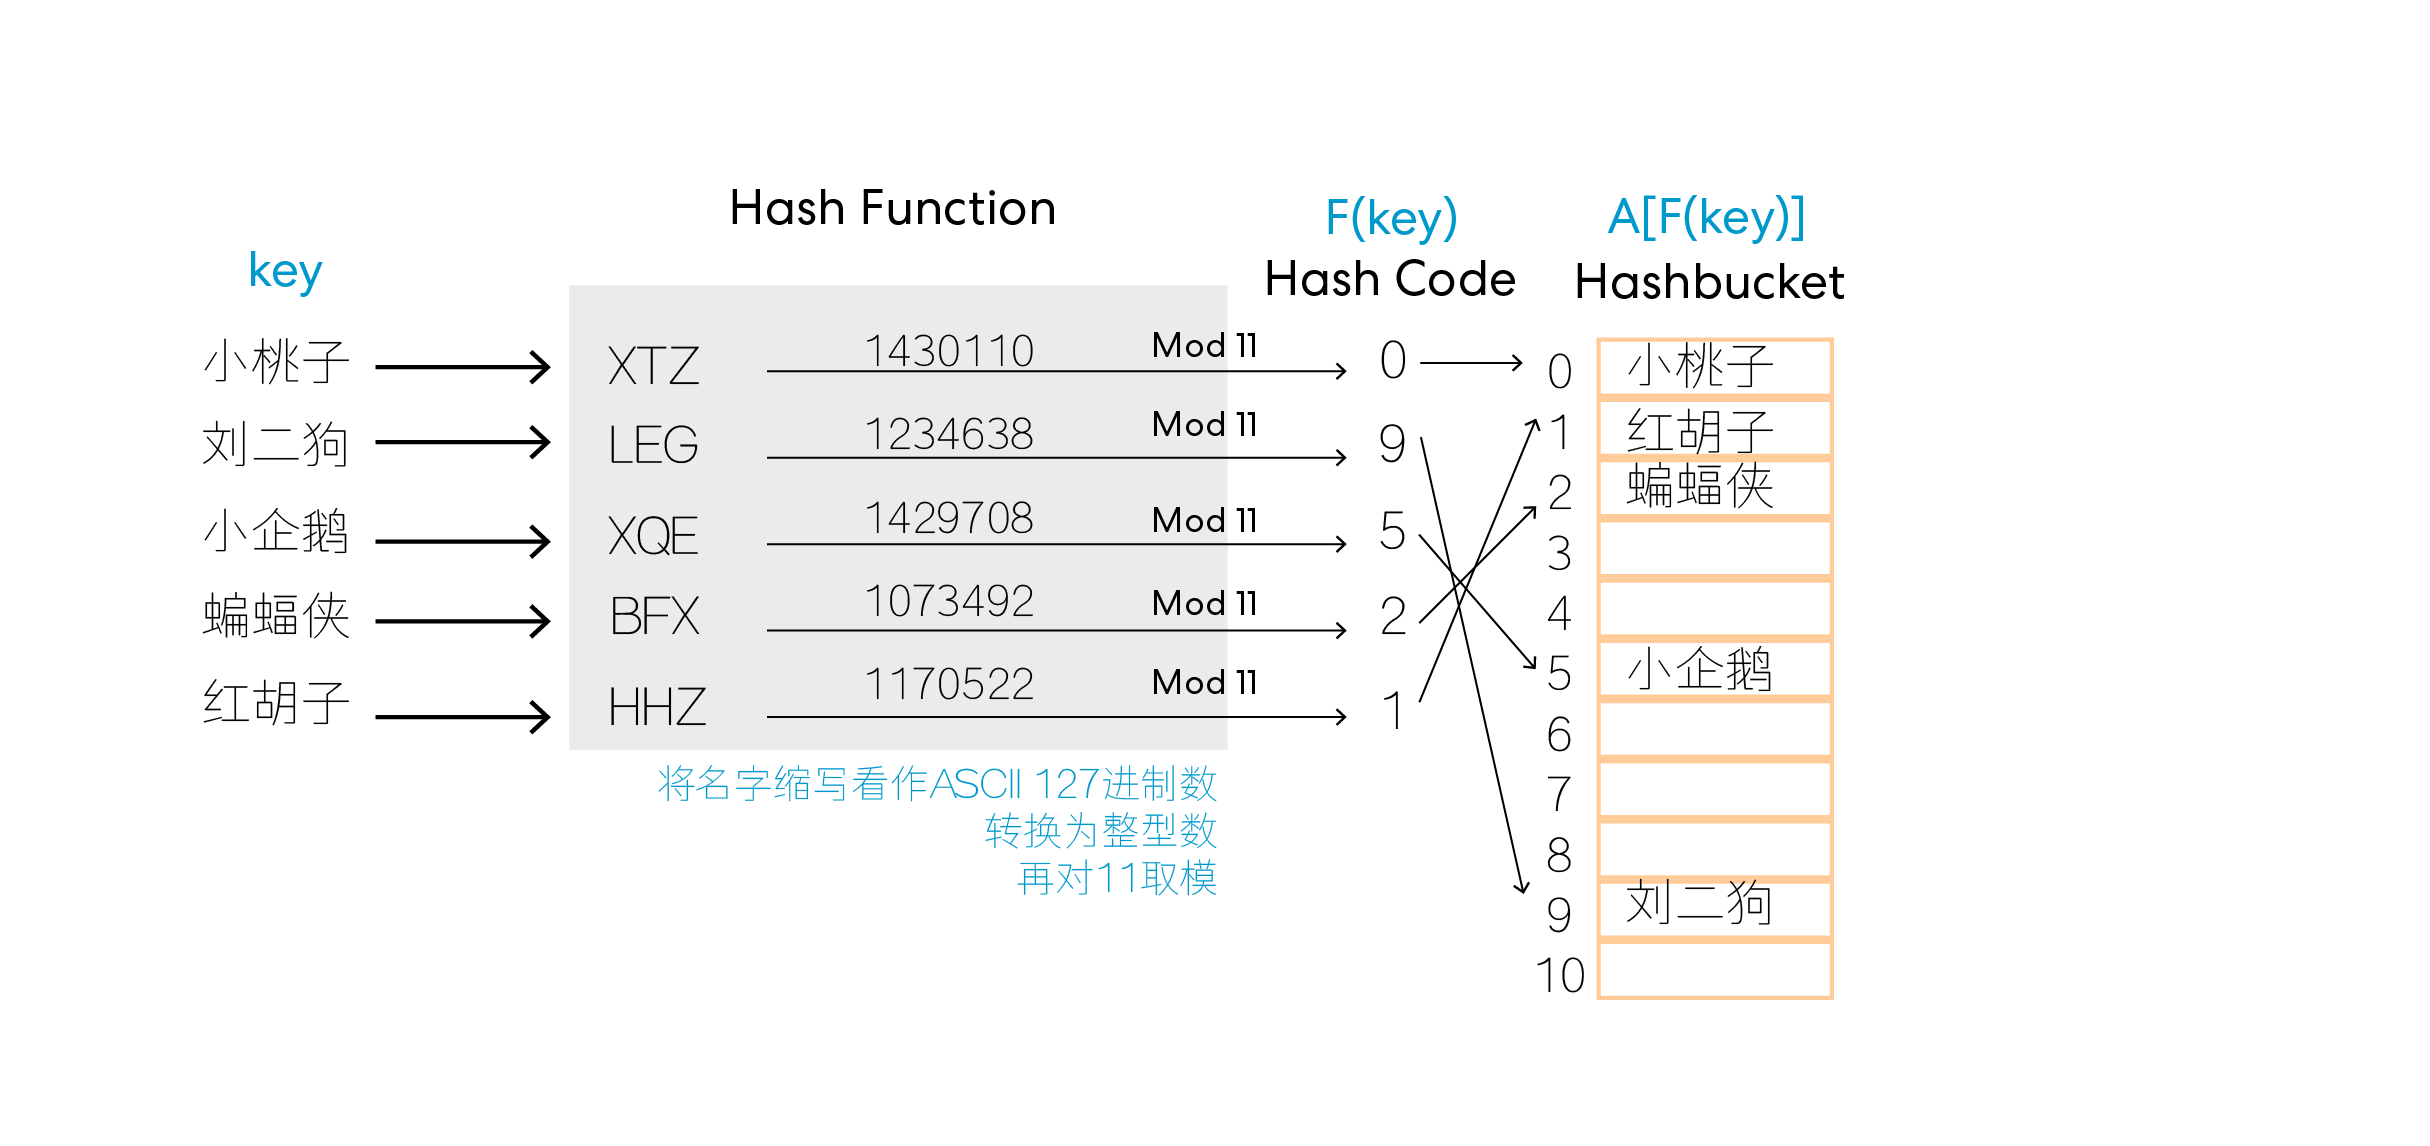 Hash Function
key
F(key)
Hash Code
A[F(key)]
Hashbucket
小桃子 XTZ 1430110 Mod 11 0
刘二狗 LEG 1234638 Mod 11 9
小企鹅 XQE 1429708 Mod 11 5
蝙蝠侠 BFX 1073492 Mod 11 2
红胡子 HHZ 1170522 Mod 11 1
将名字缩写看作ASCII 127进制数
转换为整型数
再对11取模
0 小桃子
1 红胡子
2 蝙蝠侠
3
4
5 小企鹅
6
7
8
9 刘二狗
10